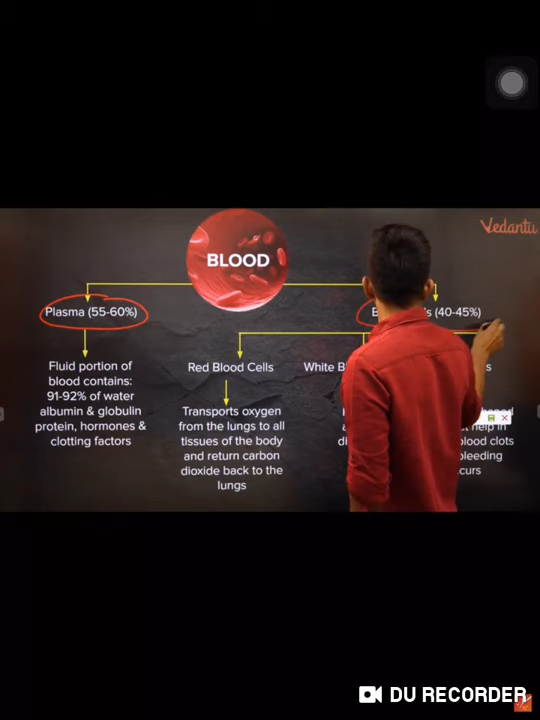 Vedantu
BLOOD
Plasma (55-60%)
(40-45%)
Fluid portion of
blood contains:
91-92% of water
albumin & globulin
protein, hormones &
clotting factors
Red Blood Cells
Transports oxygen
from the lungs to all
tissues of the body
and return carbon
dioxide back to the
lungs
White
help in
blood clots
bleeding
DU RECORDER